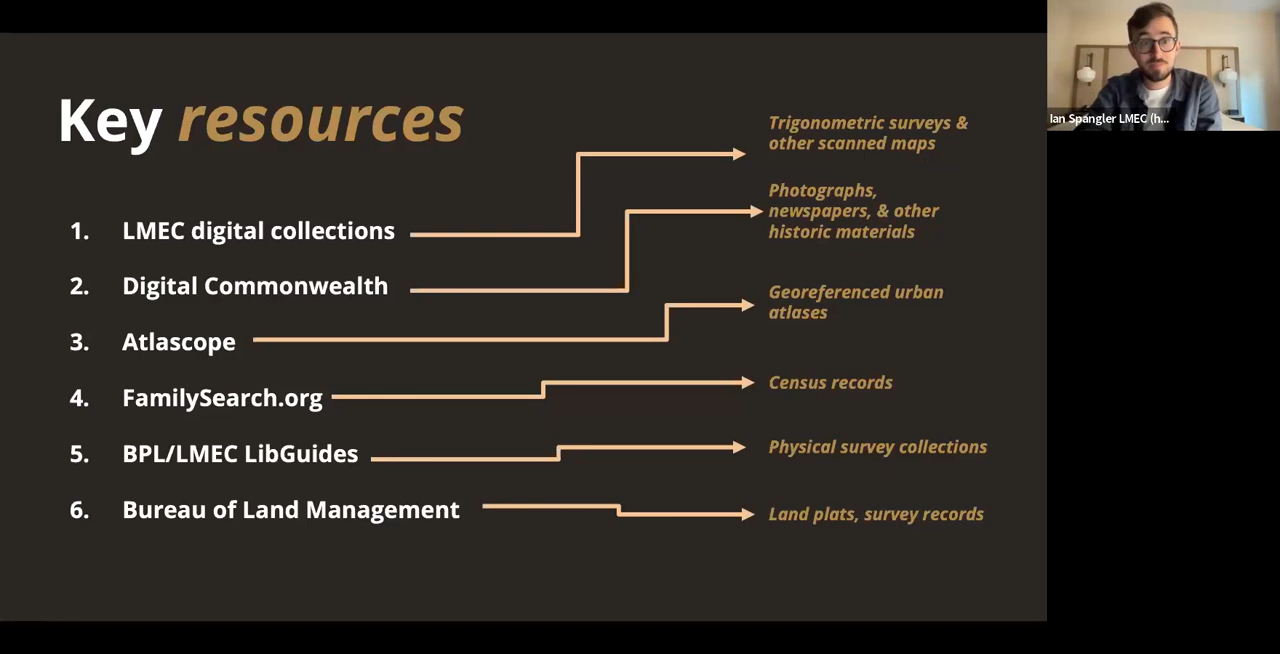 Key resources
1. LMEC digital collections
2. Digital Commonwealth
3. Atlascope
4. FamilySearch.org
5. BPL/LMEC LibGuides
6. Bureau of Land Management
Trigonometric surveys &
other scanned maps
Photographs,
newspapers, & other
historic materials
Georeferenced urban
atlases
Census records
Physical survey collections
Land plats, survey records
Ian Spangler LMEC (h...